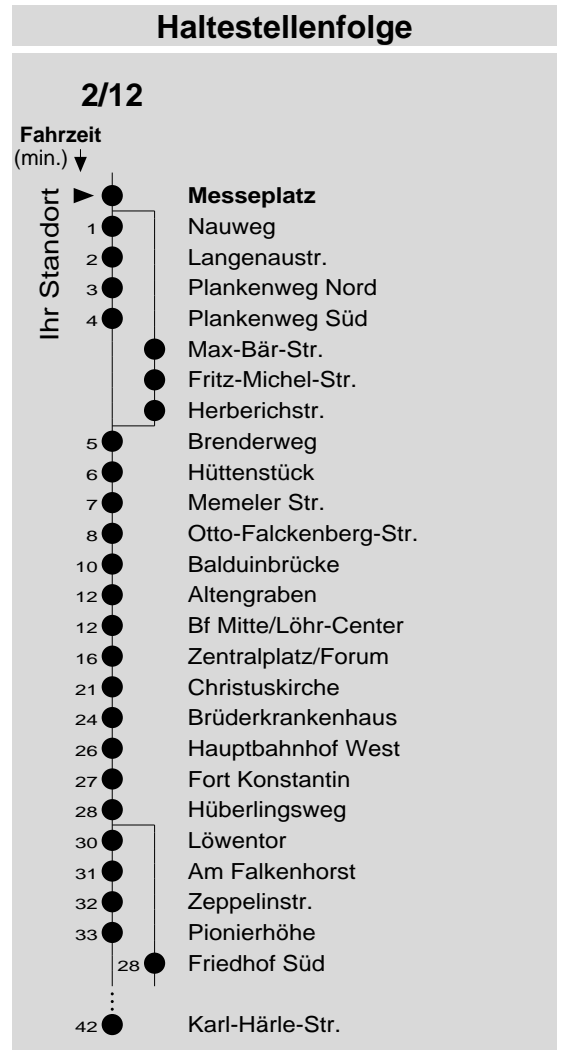 Haltestellenfolge
2/12
Fahrzeit
(min.)
Ihr Standort
Messeplatz
1 Nauweg
2 Langenaustr.
3 Plankenweg Nord
4 Plankenweg Süd
Max-Bär-Str.
Fritz-Michel-Str.
Herberichstr.
5 Brenderweg
6 Hüttenstück
7 Memeler Str.
8 Otto-Falckenberg-Str.
10 Balduinbrücke
12 Altengraben
12 Bf Mitte/Löhr-Center
16 Zentralplatz/Forum
21 Christuskirche
24 Brüderkrankenhaus
26 Hauptbahnhof West
27 Fort Konstantin
28 Hüberlingsweg
30 Löwentor
31 Am Falkenhorst
32 Zeppelinstr.
33 Pionierhöhe
28 Friedhof Süd
42 Karl-Härle-Str.